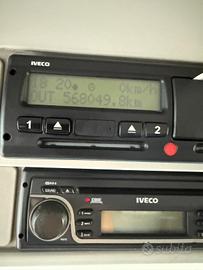 IVECO
18 20 0km/h
OUT 568049.8km
1 2
IVECO
subito